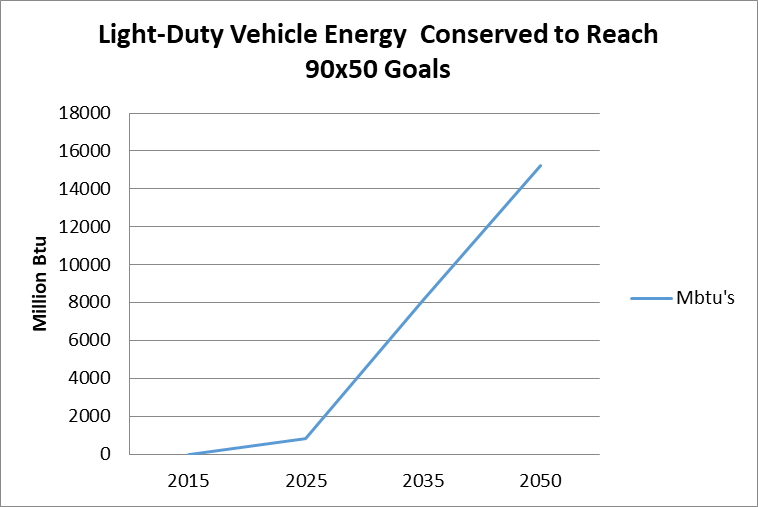 Light-Duty Vehicle Energy  Conserved to Reach
90x50 Goals
18000
16000
14000
12000
10000
8000
6000
4000
2000
0
Million Btu
2015 2025 2035 2050
Mbtu's